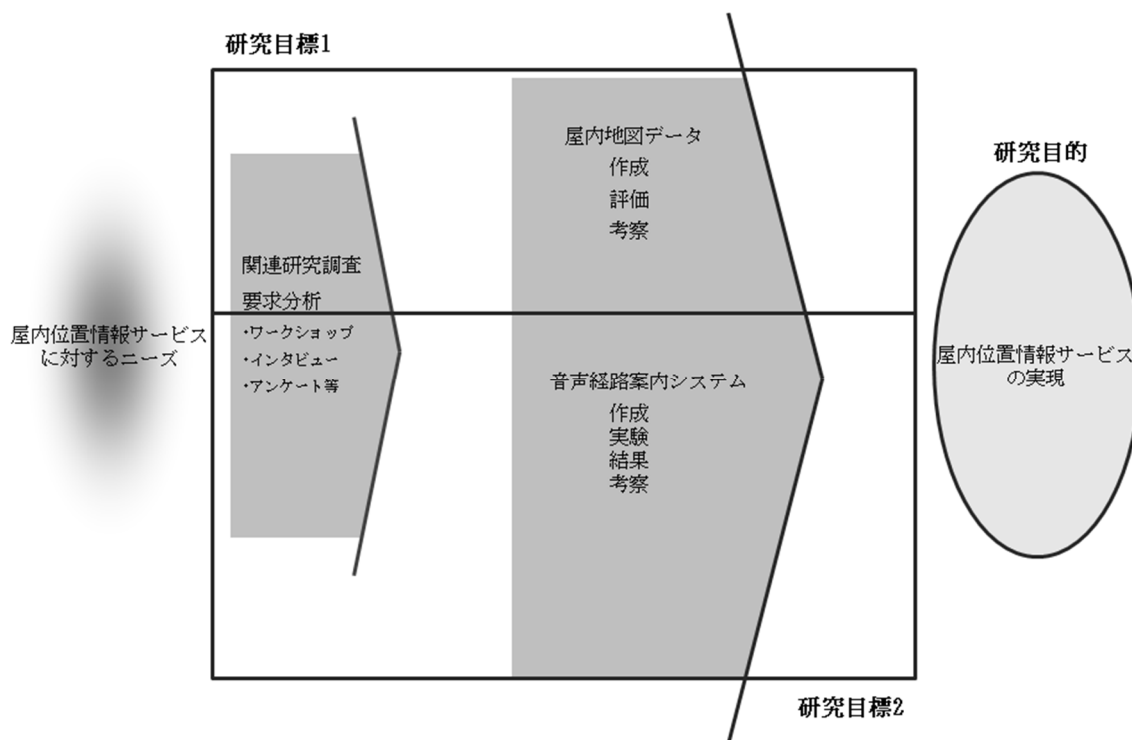 研究目標1
屋内位置情報サービス
に対するニーズ
関連研究調査
要求分析
・ワークショップ
・インタビュー
・アンケート等
屋内地図データ
作成
評価
考察
音声経路案内システム
作成
実験
結果
考察
研究目標2
研究目的
屋内位置情報サービス
の実現